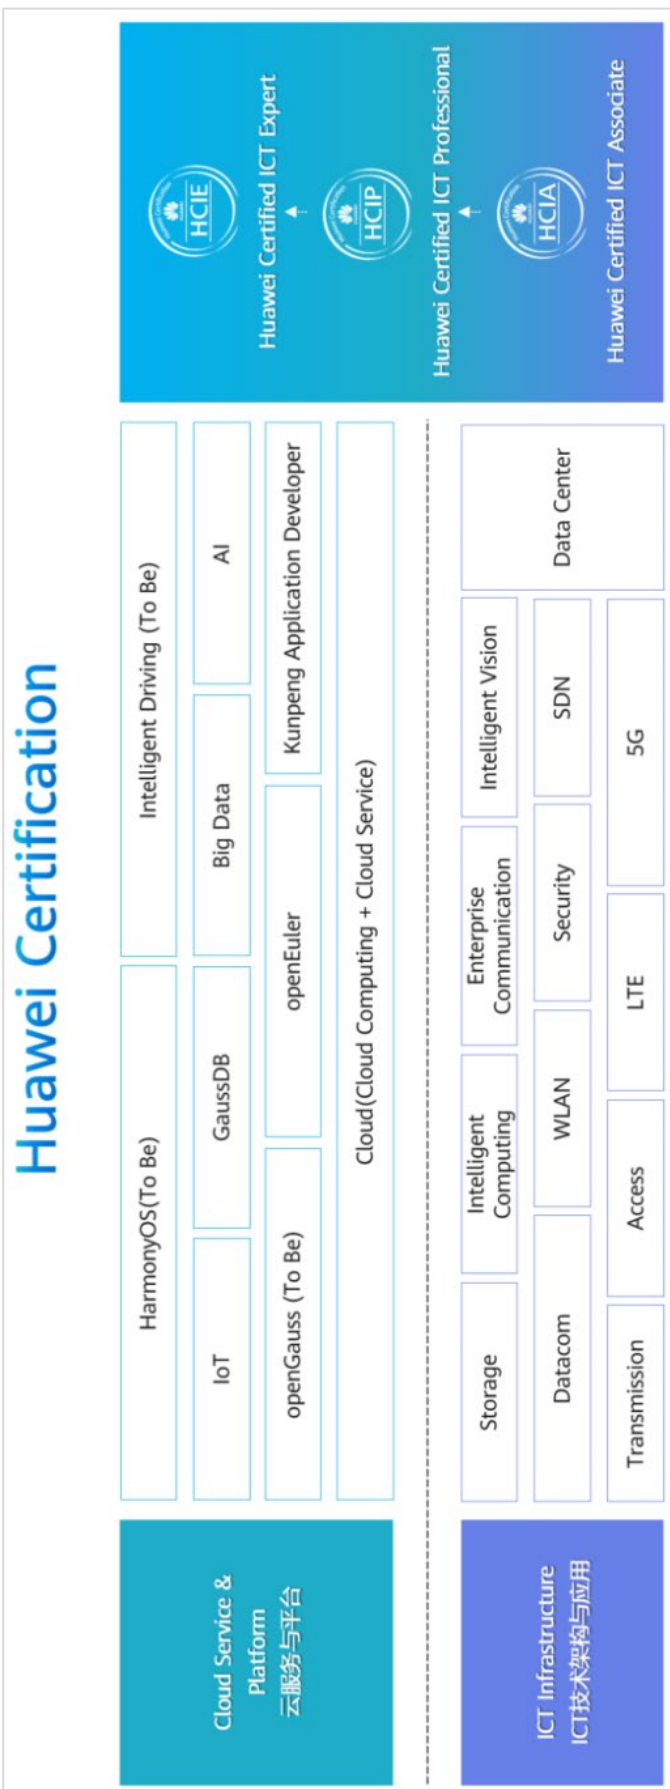 Huawei Certification
Cloud Service &
Platform
云服务与平台
HarmonyOS(To Be)
Intelligent Driving (To Be)
IoT
GaussDB
Big Data
AI
openGauss (To Be)
openEuler
Kunpeng Application Developer
Cloud(Cloud Computing + Cloud Service)
ICT Infrastructure
ICT技术架构与应用
Storage
Intelligent
Computing
Enterprise
Communication
Intelligent Vision
Datacom
WLAN
Security
SDN
Transmission
Access
LTE
5G
Data Center
HCIE
Huawei Certified ICT Expert
HCIP
Huawei Certified ICT Professional
HCIA
Huawei Certified ICT Associate